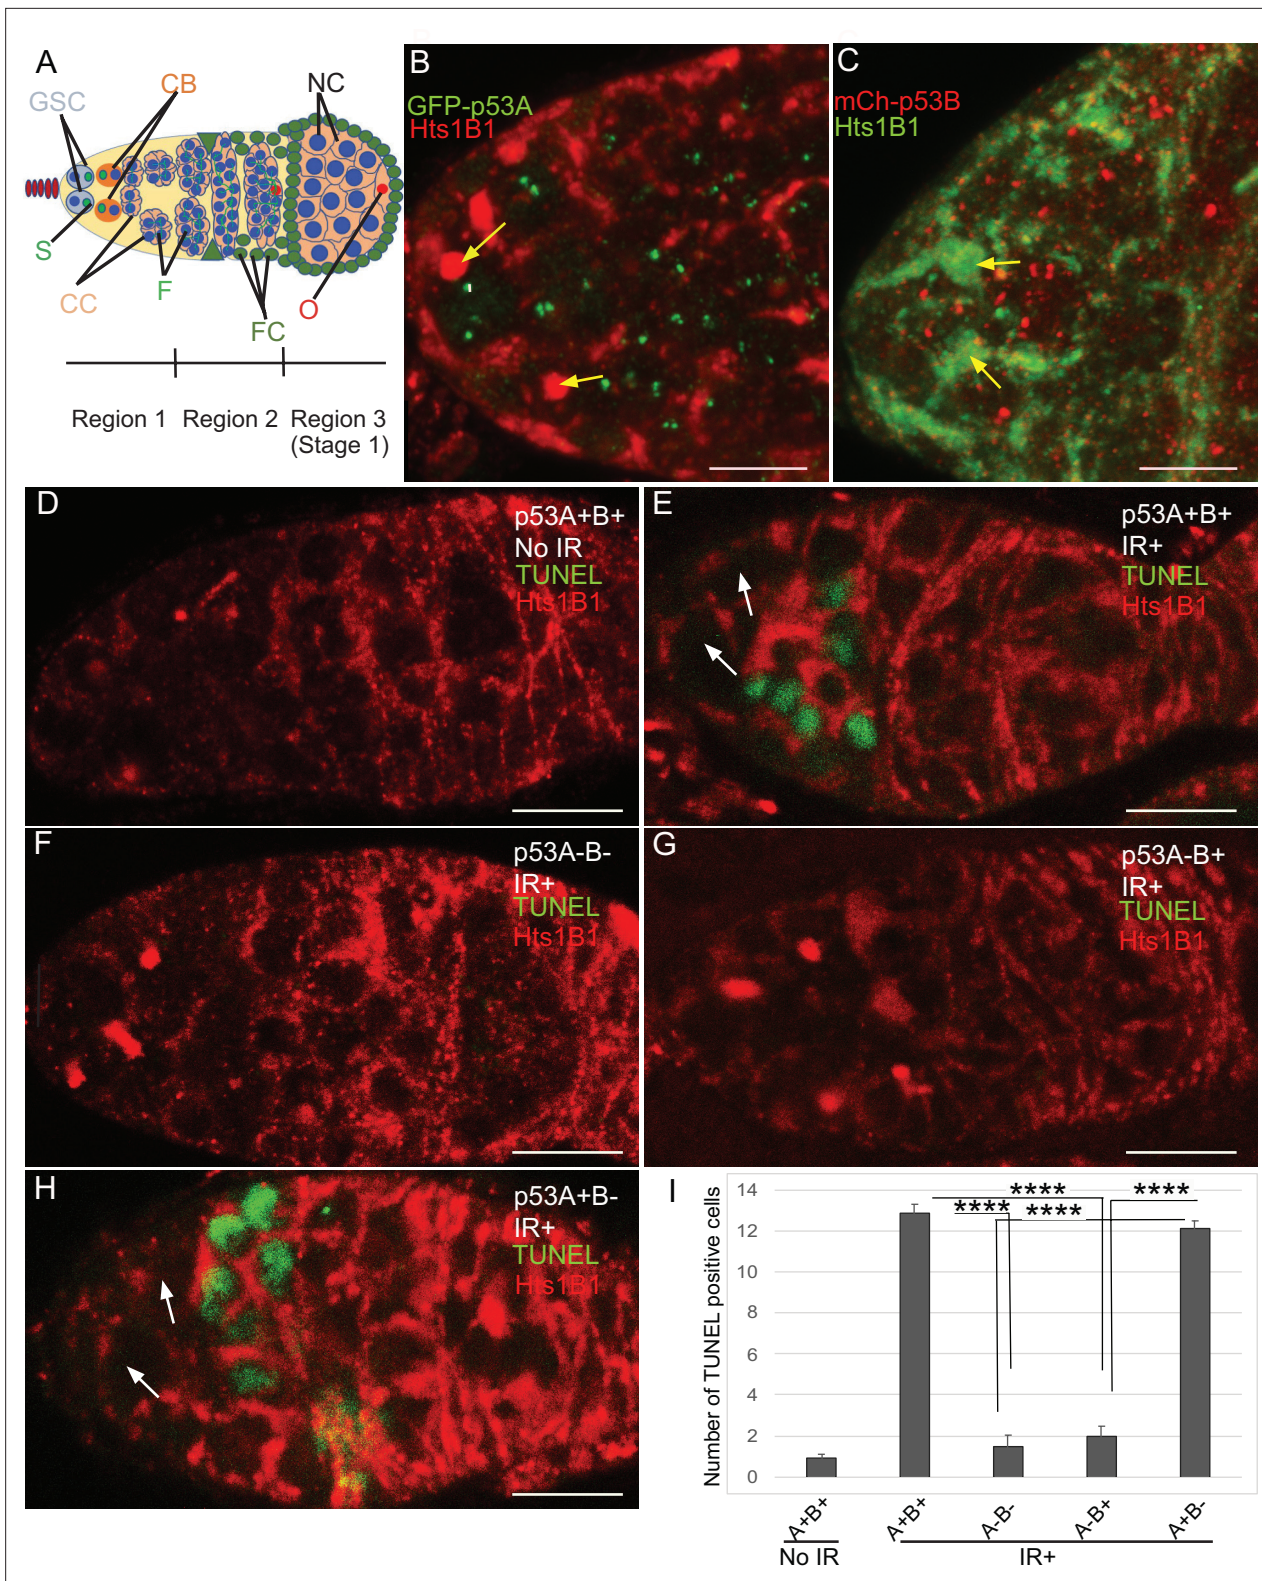 A
GSC
CB
NC
S
CC
F
FC
O
Region 1
Region 2
Region 3
(Stage 1)
B
GFP-p53A
Hts1B1
C
mCh-p53B
Hts1B1
D
p53A+B+
No IR
TUNEL
Hts1B1
E
p53A+B+
IR+
TUNEL
Hts1B1
F
p53A-B-
IR+
TUNEL
Hts1B1
G
p53A-B+
IR+
TUNEL
Hts1B1
H
p53A+B-
IR+
TUNEL
Hts1B1
I
Number of TUNEL positive cells
14
12
10
8
6
4
2
0
****
****
****
****
A+B+
A+B+
A-B-
A-B+
A+B-
No IR
IR+